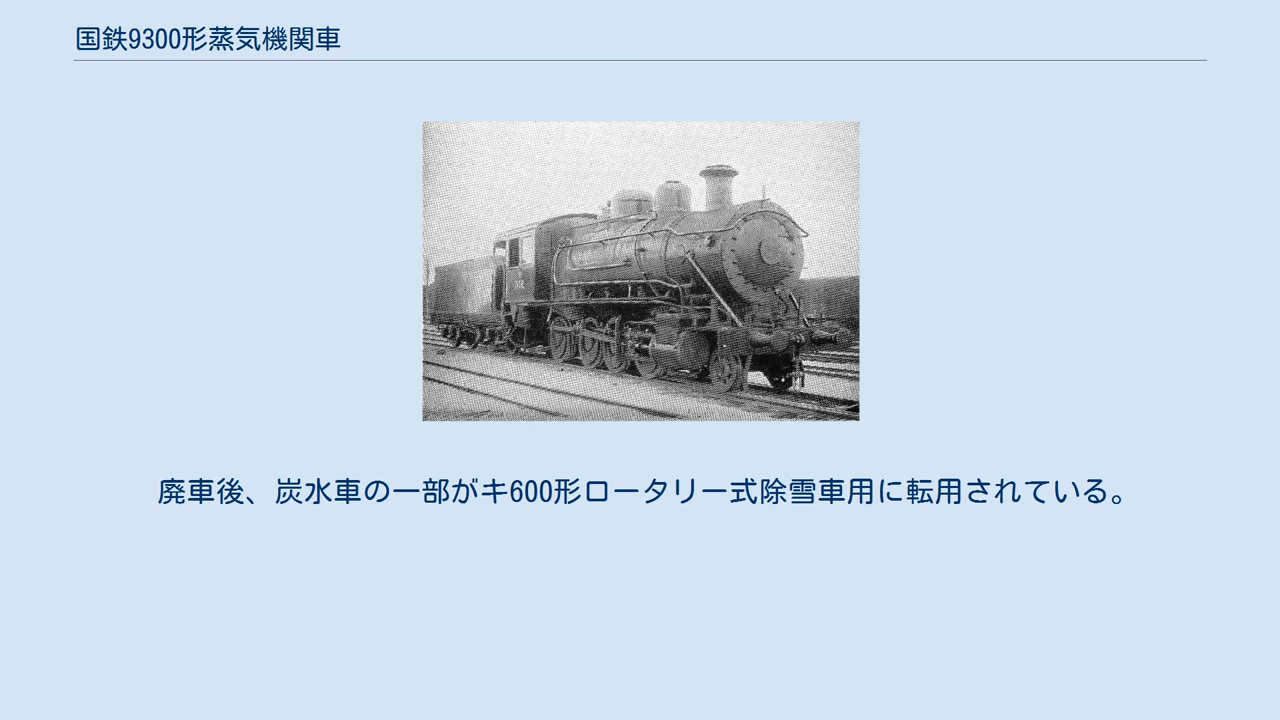 国鉄9300形蒸気機関車
廃車後、炭水車の一部がキ600形ロータリー式除雪車用に転用されている。